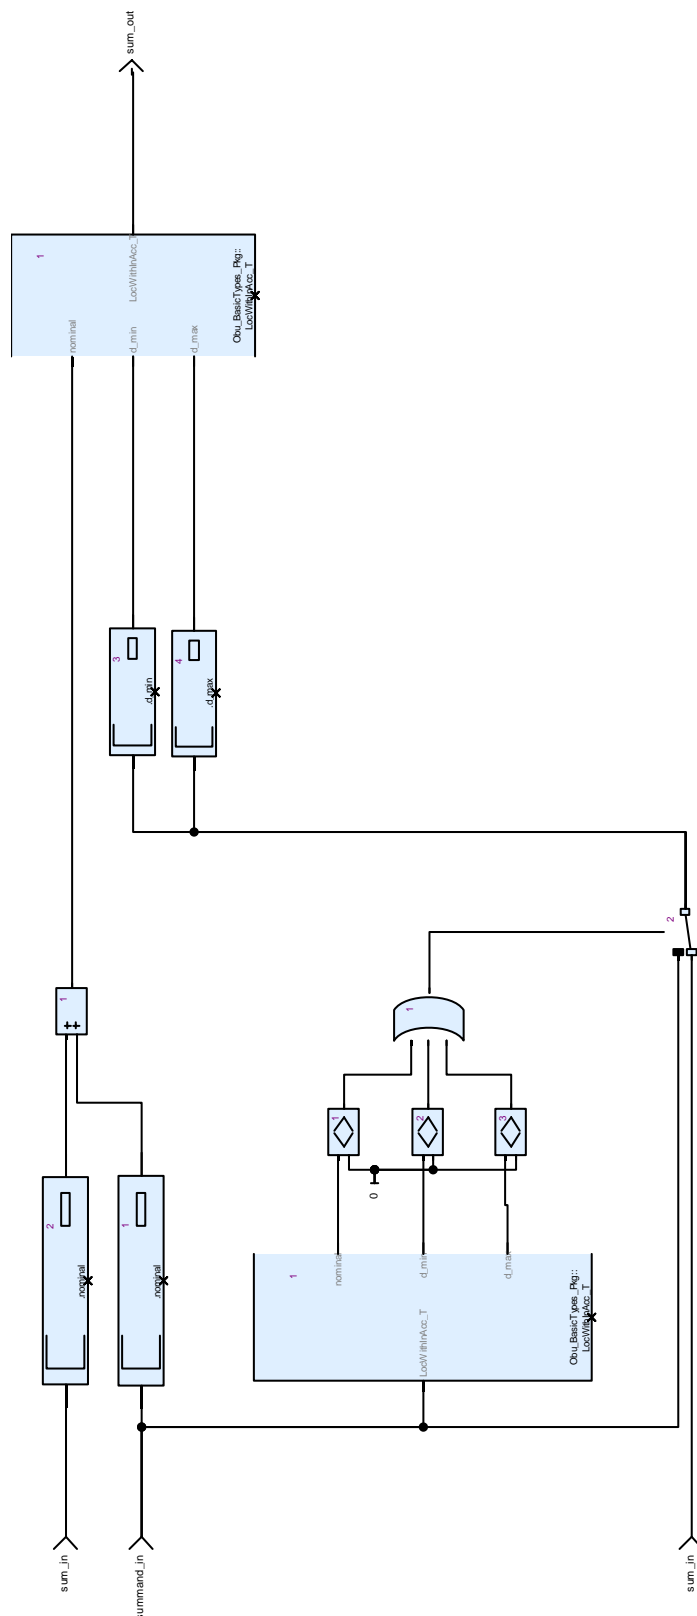 sum_out
1
LocWithInAcc_T
Obu_BasicTypes_Pkg::
LocWithInAcc_T
nominal
d_min
d_max
3
.d_min
4
.d_max
2
1
+
+
1
1
2
3
0
2
.nominal
1
.nominal
nominal
d_min
d_max
1
LocWithInAcc_T
Obu_BasicTypes_Pkg::
LocWithInAcc_T
sum_in
summand_in
sum_in